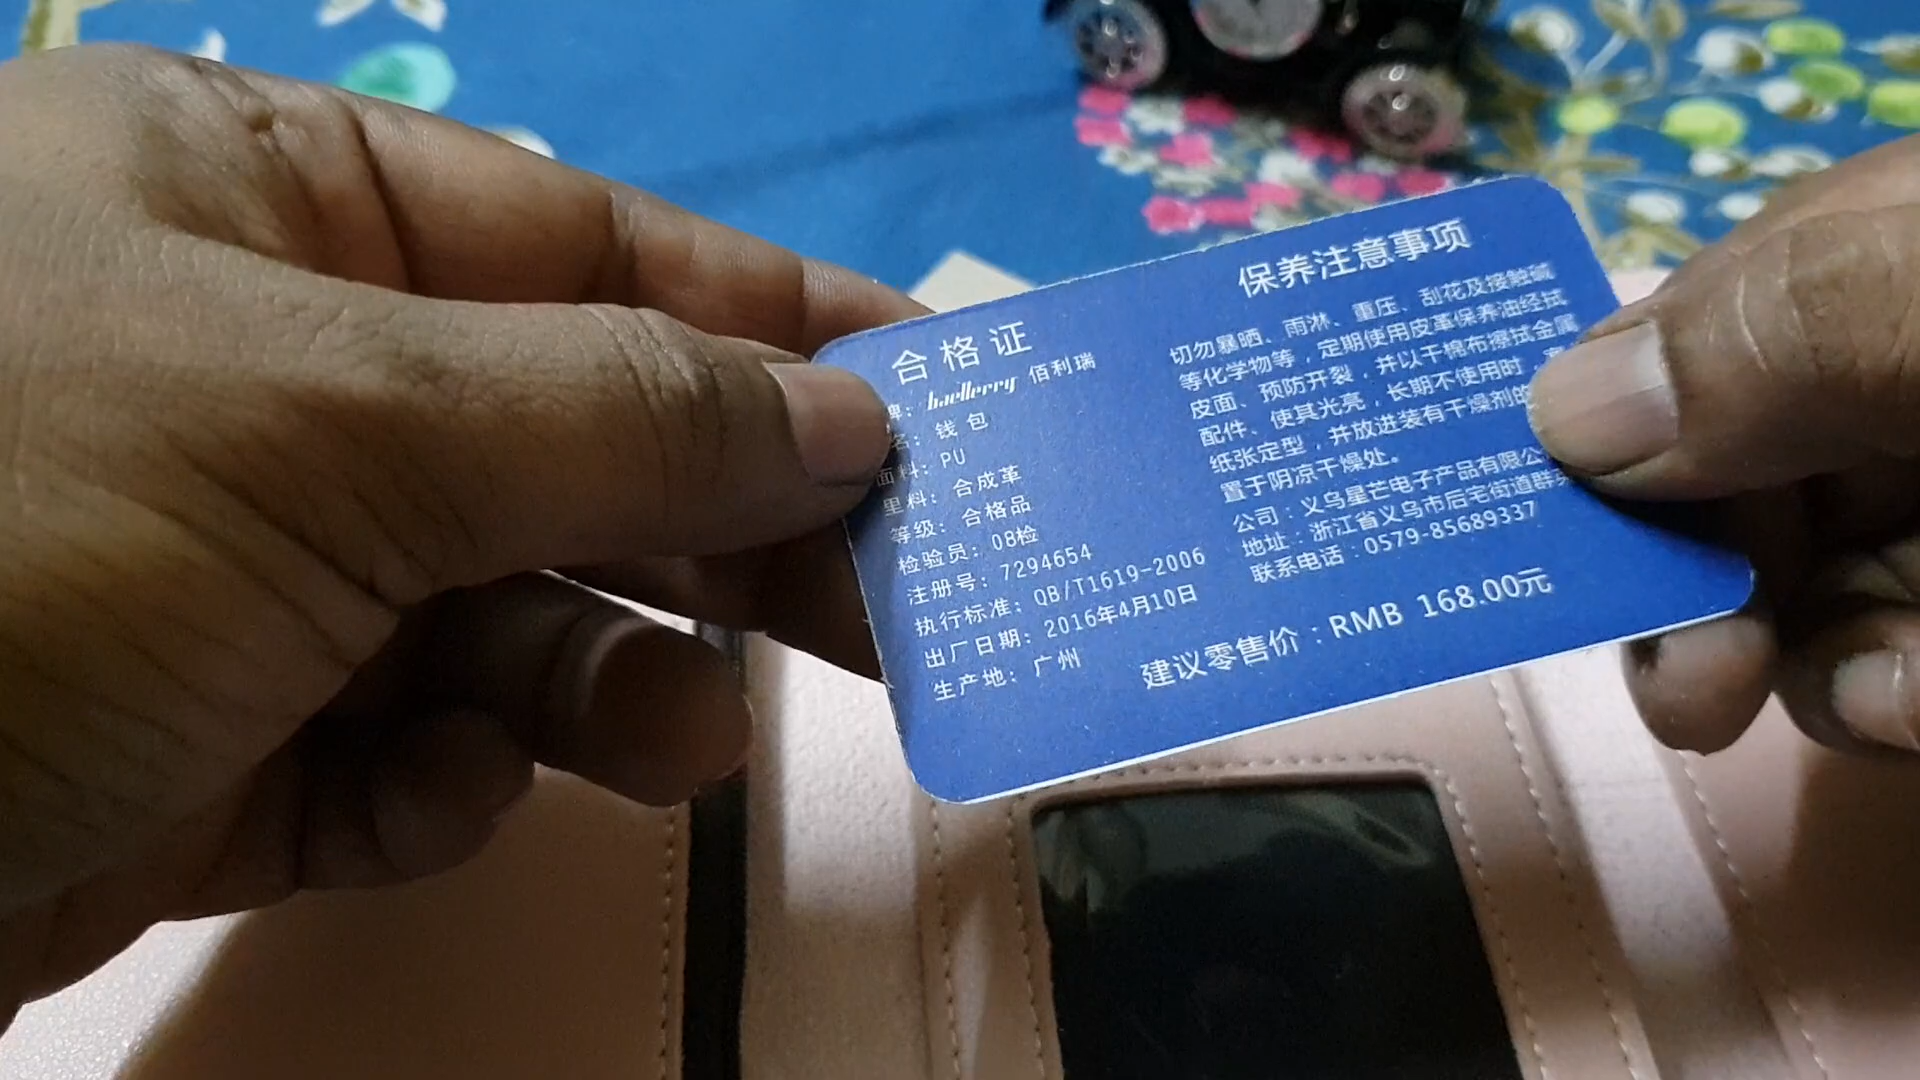 合格证
牌：baellerry 佰利瑞
名：钱包
面料：PU
里料：合成革
等级：合格品
检验员：08检
注册号：7294654
执行标准：QB/T1619-2006
出厂日期：2016年4月10日
生产地：广州
保养注意事项
切勿暴晒、雨淋、重压、刮花及接触碱
等化学物等，定期使用皮革保养油经拭
皮面、预防开裂，并以干棉布擦拭金属
配件、使其光亮，长期不使用时，
纸张定型，并放进装有干燥剂的
置于阴凉干燥处。
公司：义乌星芒电子产品有限公
地址：浙江省义乌市后宅街道群
联系电话：0579-85689337
建议零售价：RMB 168.00元